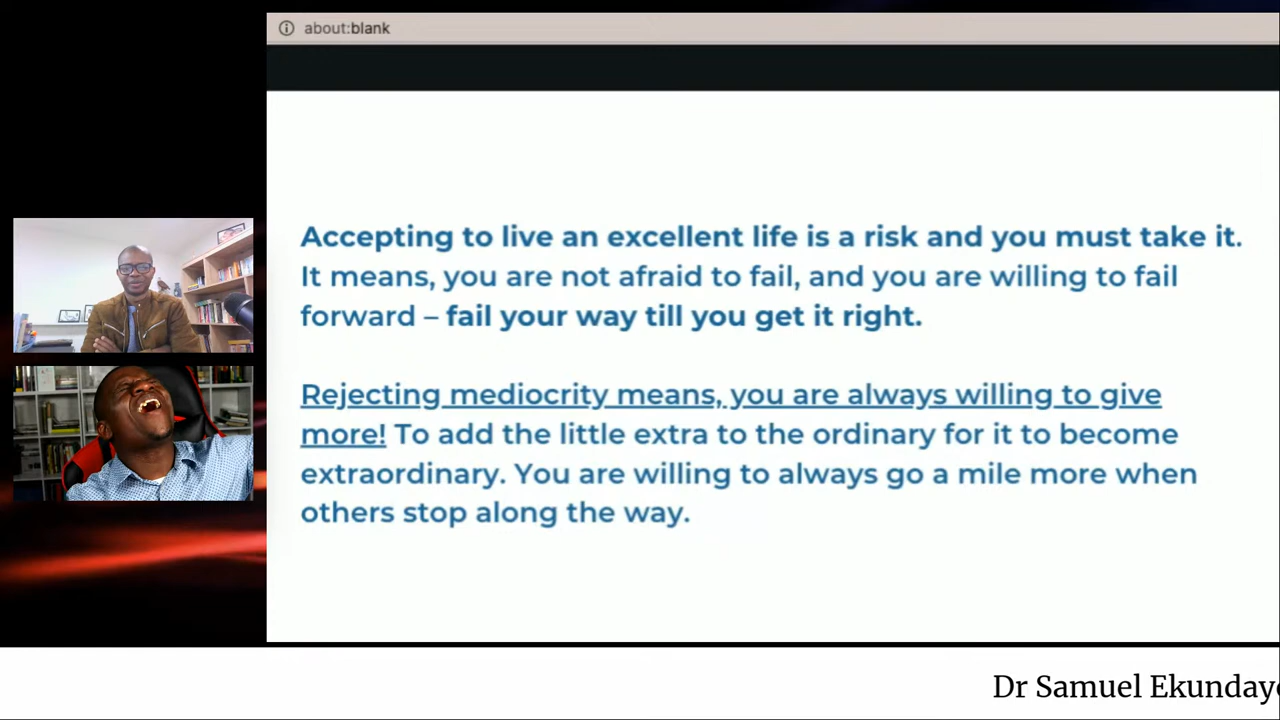 about:blank
Accepting to live an excellent life is a risk and you must take it.
It means, you are not afraid to fail, and you are willing to fail
forward – fail your way till you get it right.
Rejecting mediocrity means, you are always willing to give
more! To add the little extra to the ordinary for it to become
extraordinary. You are willing to always go a mile more when
others stop along the way.
Dr Samuel